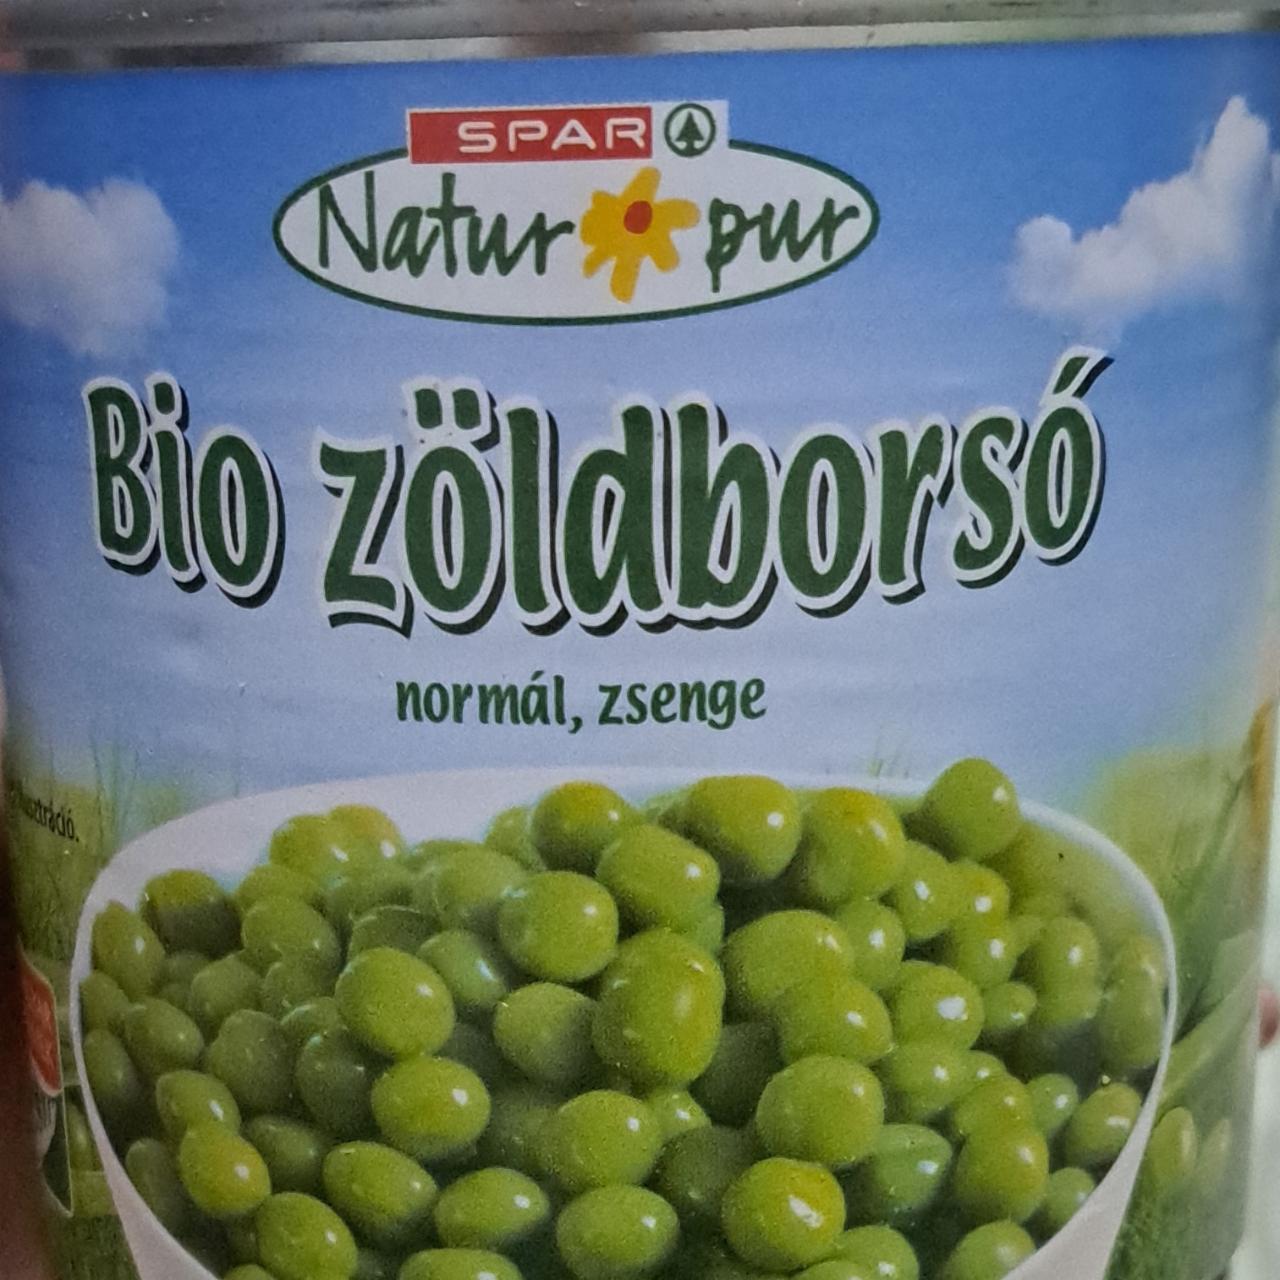 SPAR
Natur pur
Bio zöldborsó
normál, zsenge